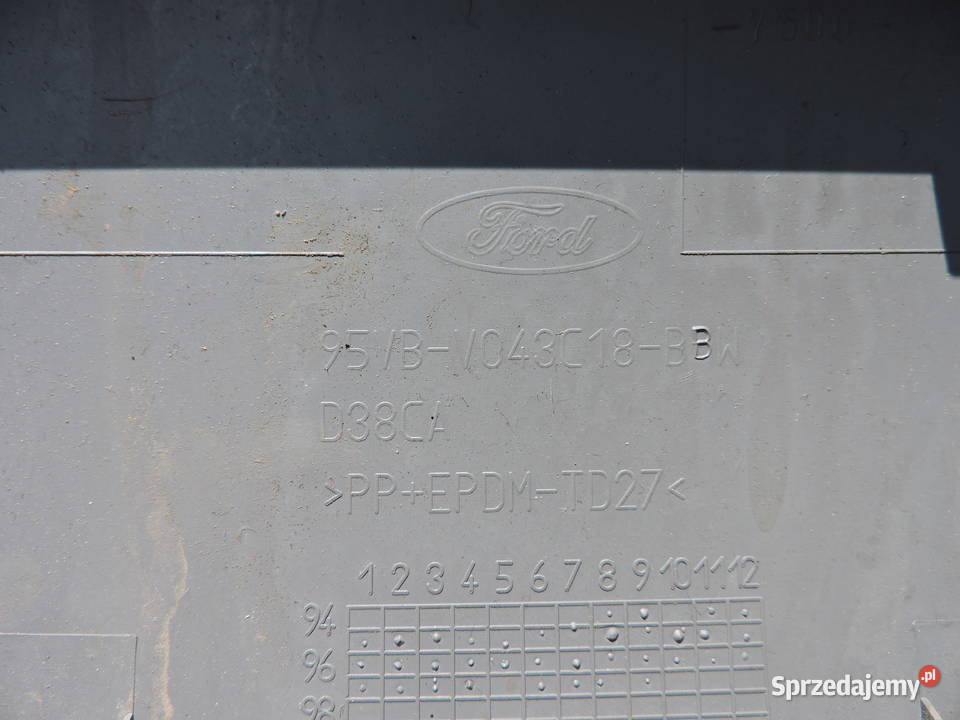 Ford
95VB-V043C18-BBW
D38CA
>PP+EPDM-TD27<
1 2 3 4 5 6 7 8 9 10 11 12
94
96
98
Sprzedajemy.pl